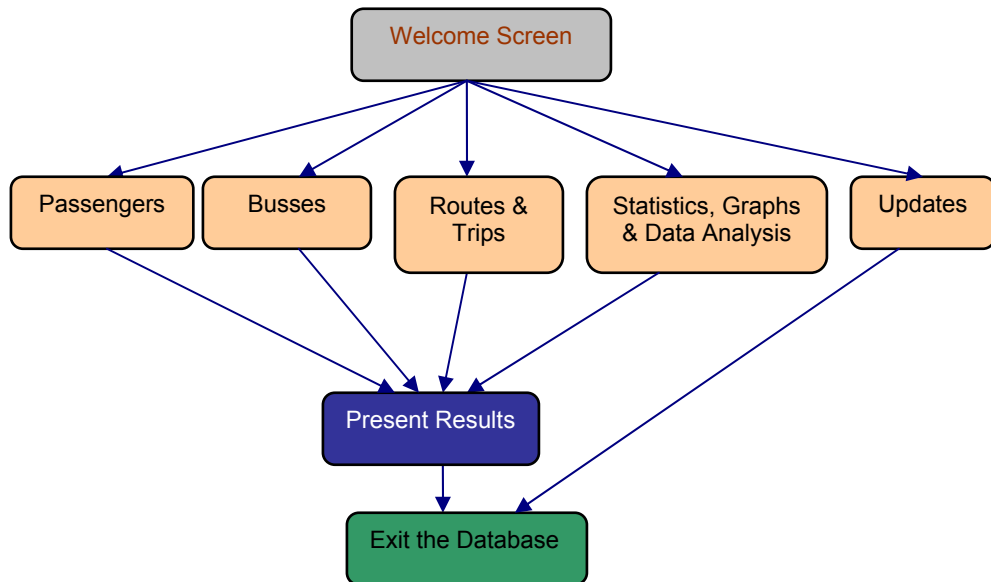 Welcome Screen
Passengers
Busses
Routes &
Trips
Statistics, Graphs
& Data Analysis
Updates
Present Results
Exit the Database